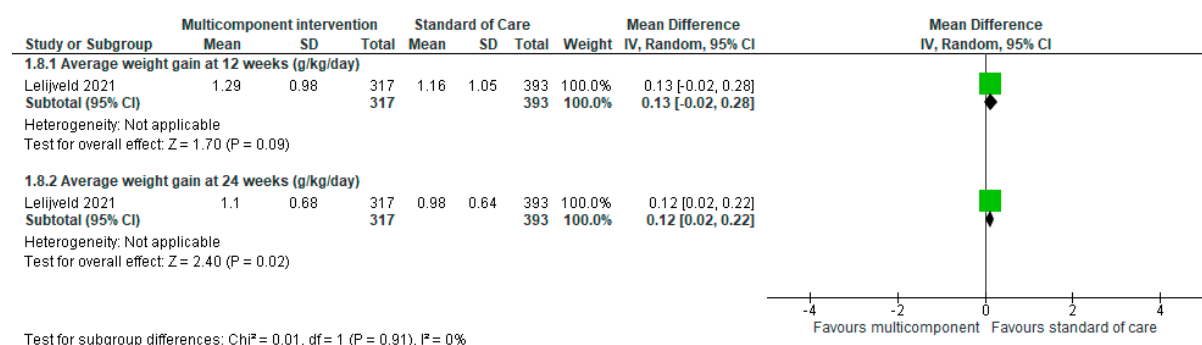 Multicomponent intervention Standard of Care Mean Difference Mean Difference
Study or Subgroup Mean SD Total Mean SD Total Weight IV, Random, 95% CI IV, Random, 95% CI
1.8.1 Average weight gain at 12 weeks (g/kg/day)
Lelijveld 2021 1.29 0.98 317 1.16 1.05 393 100.0% 0.13 [-0.02, 0.28]
Subtotal (95% CI) 317 393 100.0% 0.13 [-0.02, 0.28]
Heterogeneity: Not applicable
Test for overall effect: Z = 1.70 (P = 0.09)
1.8.2 Average weight gain at 24 weeks (g/kg/day)
Lelijveld 2021 1.1 0.68 317 0.98 0.64 393 100.0% 0.12 [0.02, 0.22]
Subtotal (95% CI) 317 393 100.0% 0.12 [0.02, 0.22]
Heterogeneity: Not applicable
Test for overall effect: Z = 2.40 (P = 0.02)
-4 -2 0 2 4
Favours multicomponent Favours standard of care
Test for subgroup differences: Chi² = 0.01, df = 1 (P = 0.91), I² = 0%